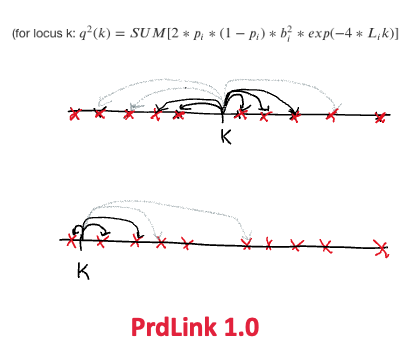 (for locus k: q²(k) = SUM[2 * pᵢ * (1 − pᵢ) * bᵢ² * exp(−4 * Lᵢk)]
K
K
PrdLink 1.0